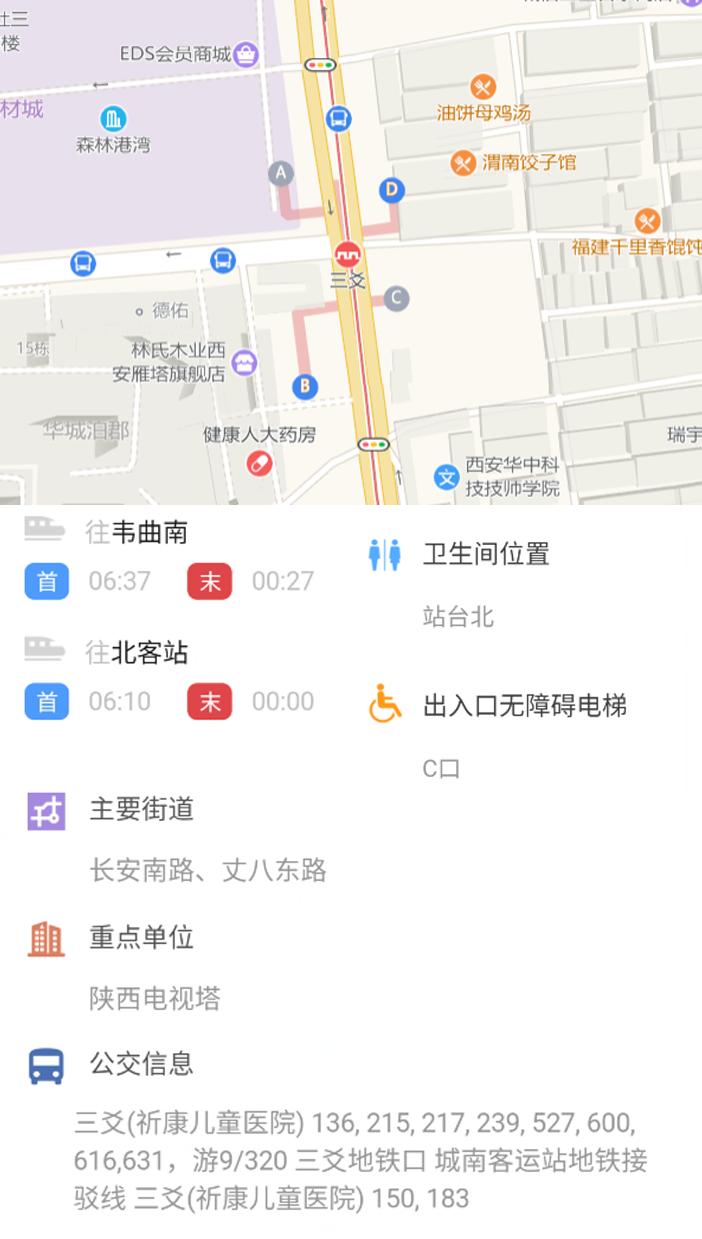 社三
楼
EDS会员商城
材城
森林港湾
油饼母鸡汤
A
D
渭南饺子馆
福建千里香馄饨
三爻
C
德佑
15栋
林氏木业西
安雁塔旗舰店
B
华城泊郡
健康人大药房
瑞宇
文
西安华中科
技技师学院
往韦曲南
首 06:37 末 00:27
往北客站
首 06:10 末 00:00
卫生间位置
站台北
出入口无障碍电梯
C口
主要街道
长安南路、丈八东路
重点单位
陕西电视塔
公交信息
三爻(祈康儿童医院) 136, 215, 217, 239, 527, 600,
616,631，游9/320 三爻地铁口 城南客运站地铁接
驳线 三爻(祈康儿童医院) 150, 183